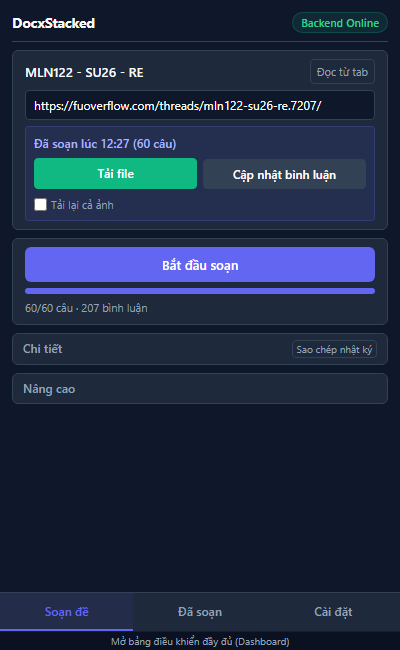 DocxStacked
Backend Online
MLN122 - SU26 - RE
Đọc từ tab
https://fuoverflow.com/threads/mln122-su26-re.7207/
Đã soạn lúc 12:27 (60 câu)
Tải file
Cập nhật bình luận
Tải lại cả ảnh
Bắt đầu soạn
60/60 câu · 207 bình luận
Chi tiết
Sao chép nhật ký
Nâng cao
Soạn đề
Đã soạn
Cài đặt
Mở bảng điều khiển đầy đủ (Dashboard)